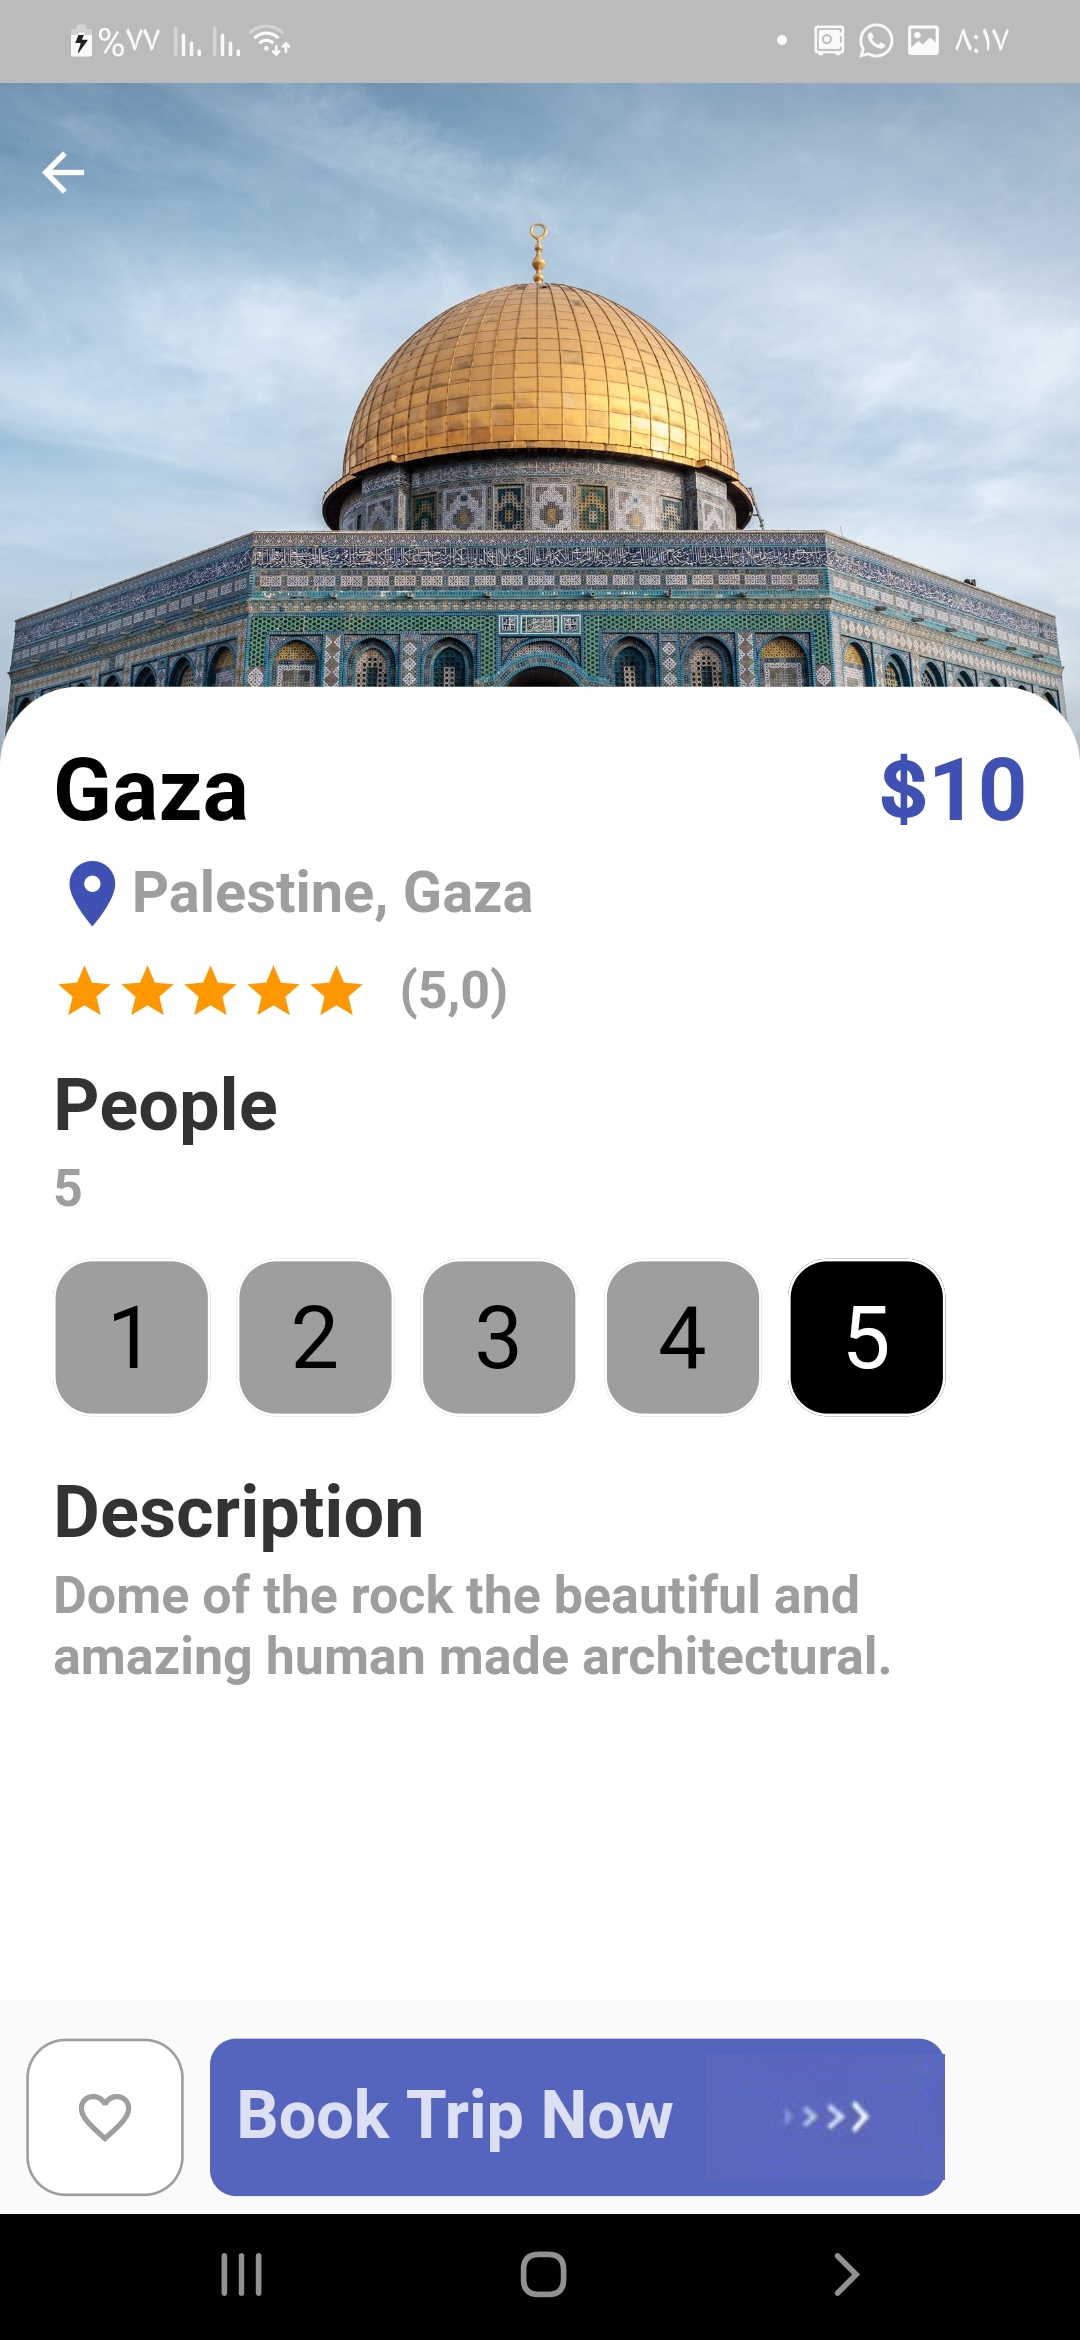 %٧٧
٨:١٧
Gaza
$10
Palestine, Gaza
(5,0)
People
5
1 2 3 4 5
Description
Dome of the rock the beautiful and
amazing human made architectural.
Book Trip Now